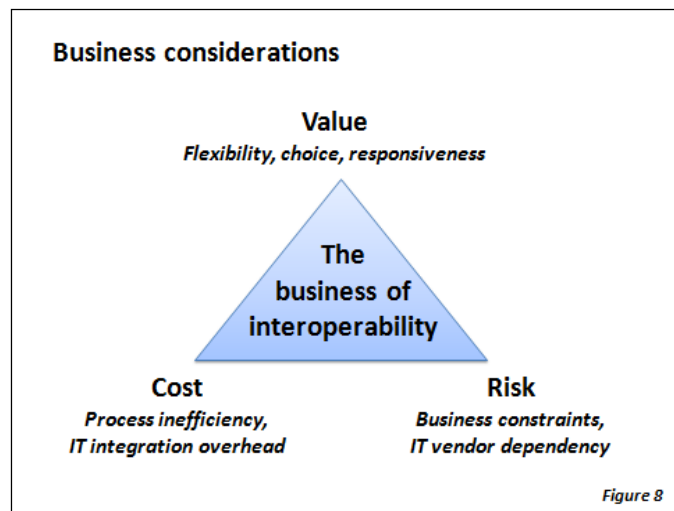 Business considerations
Value
Flexibility, choice, responsiveness
The
business of
interoperability
Cost
Process inefficiency,
IT integration overhead
Risk
Business constraints,
IT vendor dependency
Figure 8